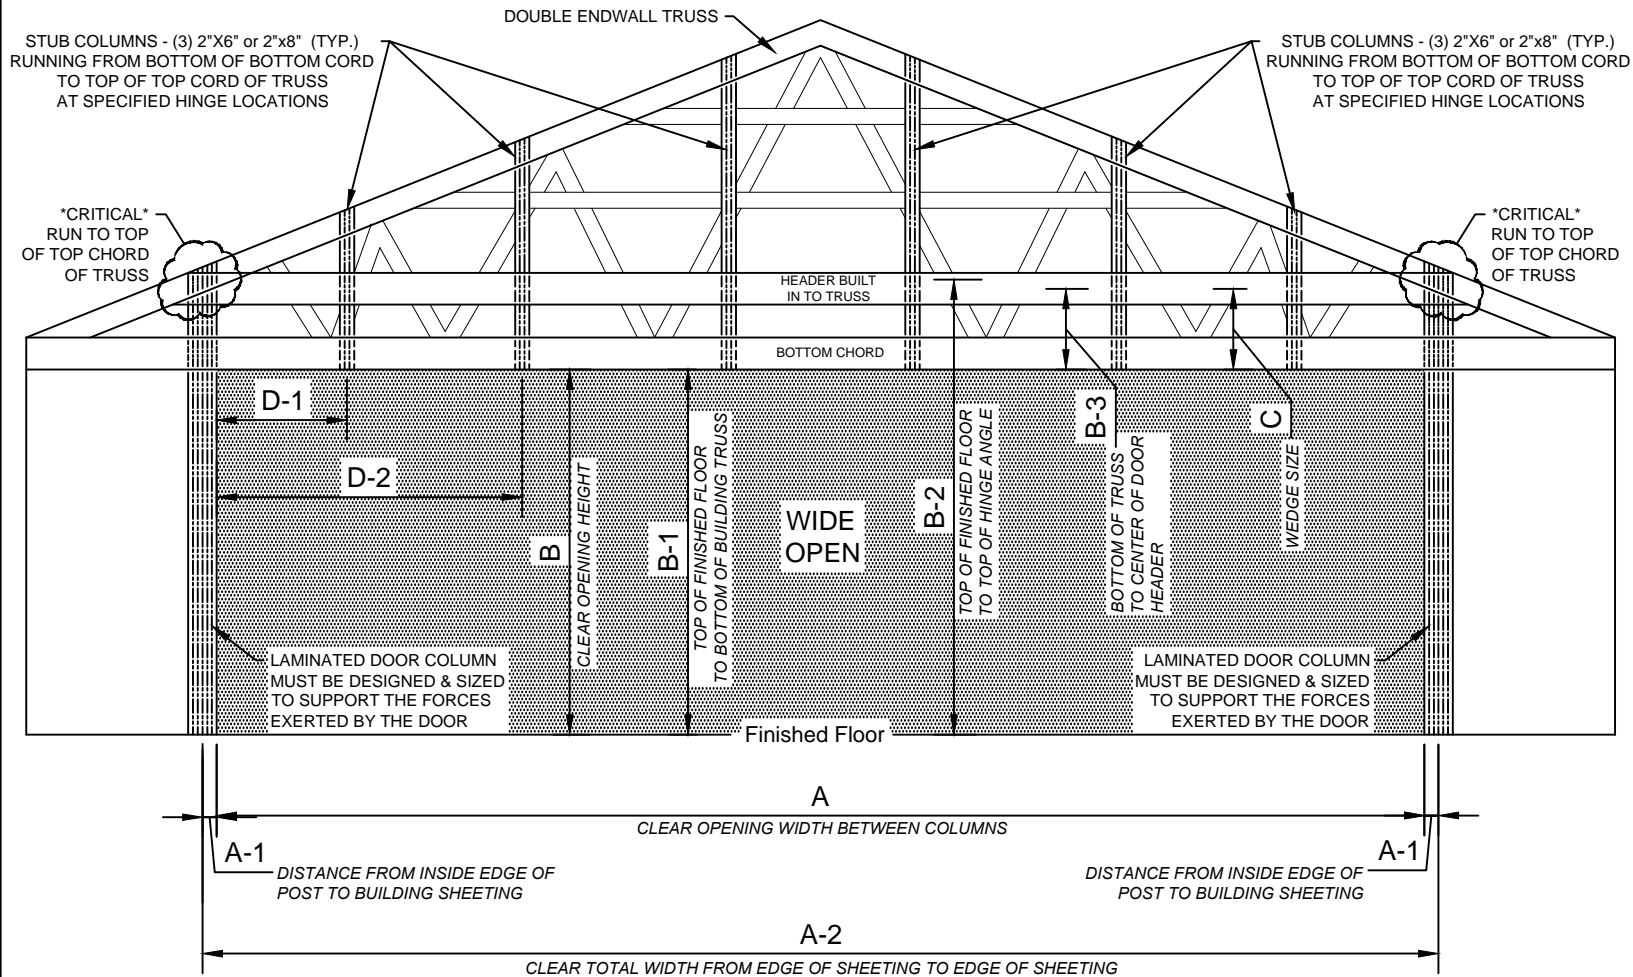 DOUBLE ENDWALL TRUSS
STUB COLUMNS - (3) 2"X6" or 2"x8" (TYP.)
RUNNING FROM BOTTOM OF BOTTOM CORD
TO TOP OF TOP CORD OF TRUSS
AT SPECIFIED HINGE LOCATIONS
STUB COLUMNS - (3) 2"X6" or 2"x8" (TYP.)
RUNNING FROM BOTTOM OF BOTTOM CORD
TO TOP OF TOP CORD OF TRUSS
AT SPECIFIED HINGE LOCATIONS
*CRITICAL*
RUN TO TOP
OF TOP CHORD
OF TRUSS
*CRITICAL*
RUN TO TOP
OF TOP CHORD
OF TRUSS
HEADER BUILT
IN TO TRUSS
BOTTOM CHORD
D-1
D-2
B
CLEAR OPENING HEIGHT
B-1
TOP OF FINISHED FLOOR
TO BOTTOM OF BUILDING TRUSS
WIDE
OPEN
B-2
TOP OF FINISHED FLOOR
TO TOP OF HINGE ANGLE
B-3
BOTTOM OF TRUSS
TO CENTER OF DOOR
HEADER
C
WEDGE SIZE
LAMINATED DOOR COLUMN
MUST BE DESIGNED & SIZED
TO SUPPORT THE FORCES
EXERTED BY THE DOOR
LAMINATED DOOR COLUMN
MUST BE DESIGNED & SIZED
TO SUPPORT THE FORCES
EXERTED BY THE DOOR
Finished Floor
A
CLEAR OPENING WIDTH BETWEEN COLUMNS
A-1
DISTANCE FROM INSIDE EDGE OF
POST TO BUILDING SHEETING
A-1
DISTANCE FROM INSIDE EDGE OF
POST TO BUILDING SHEETING
A-2
CLEAR TOTAL WIDTH FROM EDGE OF SHEETING TO EDGE OF SHEETING